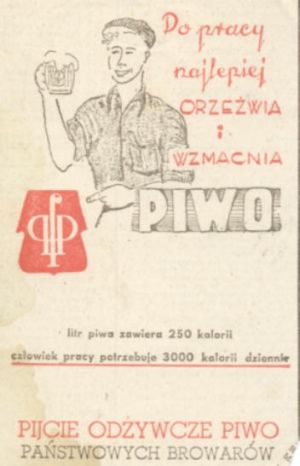 Do pracy
najlepiej
ORZEŹWIA
i
WZMACNIA
PIWO
litr piwa zawiera 250 kalorii
człowiek pracy potrzebuje 3000 kalorii dziennie
PIJCIE ODŻYWCZE PIWO
PAŃSTWOWYCH BROWARÓW